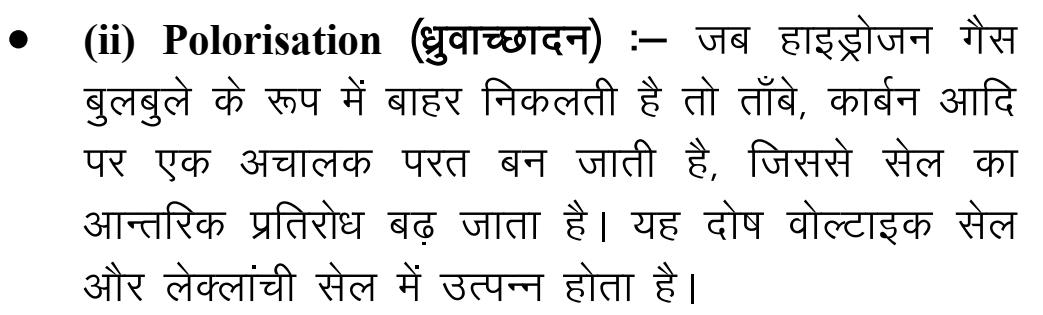 • (ii) Polorisation (ध्रुवाच्छादन) :– जब हाइड्रोजन गैस
बुलबुले के रूप में बाहर निकलती है तो ताँबे, कार्बन आदि
पर एक अचालक परत बन जाती है, जिससे सेल का
आन्तरिक प्रतिरोध बढ़ जाता है। यह दोष वोल्टाइक सेल
और लेक्लांची सेल में उत्पन्न होता है।